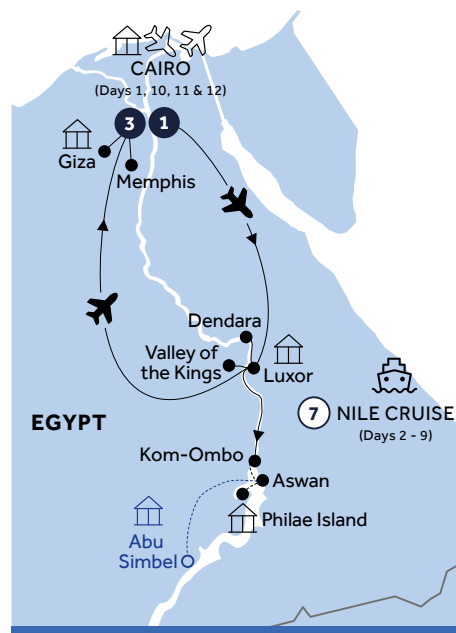 CAIRO
(Days 1, 10, 11 & 12)
3
1
Giza
Memphis
Dendara
Valley of
the Kings
Luxor
7
NILE CRUISE
(Days 2 - 9)
EGYPT
Kom-Ombo
Aswan
Philae Island
Abu
Simbel